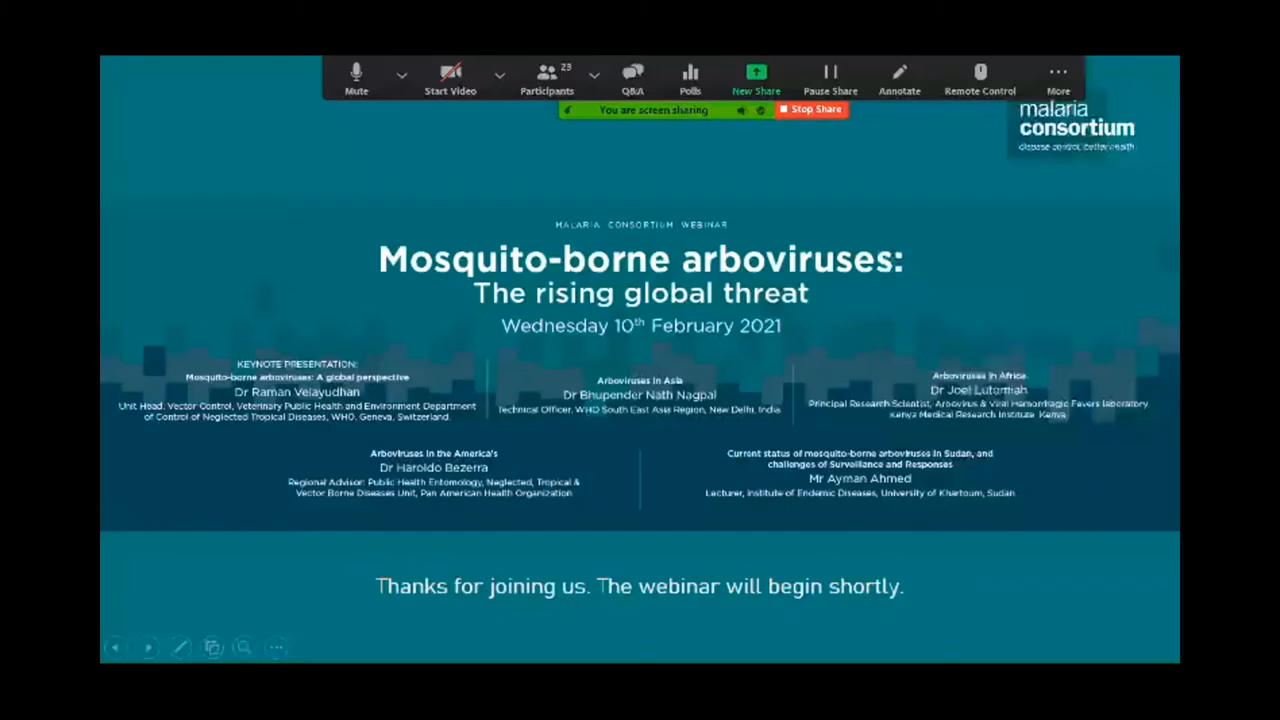 Mute
Start Video
Participants
23
Q&A
Polls
New Share
Pause Share
Annotate
Remote Control
More
You are screen sharing
Stop Share
malaria
consortium
disease control, better health
MALARIA CONSORTIUM WEBINAR
Mosquito-borne arboviruses:
The rising global threat
Wednesday 10th February 2021
KEYNOTE PRESENTATION:
Mosquito-borne arboviruses: A global perspective
Dr Raman Velayudhan
Unit Head: Vector Control, Veterinary Public Health and Environment Department
of Control of Neglected Tropical Diseases, WHO, Geneva, Switzerland.
Arboviruses in Asia
Dr Bhupender Nath Nagpal
Technical Officer, WHO South East Asia Region, New Delhi, India
Arboviruses in Africa
Dr Joel Lutomiah
Principal Research Scientist, Arbovirus & Viral Hemorrhagic Fevers laboratory
Kenya Medical Research Institute, Kenya
Arboviruses in the America's
Dr Haroldo Bezerra
Regional Advisor: Public Health Entomology, Neglected, Tropical &
Vector Borne Diseases Unit, Pan American Health Organization
Current status of mosquito-borne arboviruses in Sudan, and
challenges of Surveillance and Responses
Mr Ayman Ahmed
Lecturer, Institute of Endemic Diseases, University of Khartoum, Sudan
Thanks for joining us. The webinar will begin shortly.